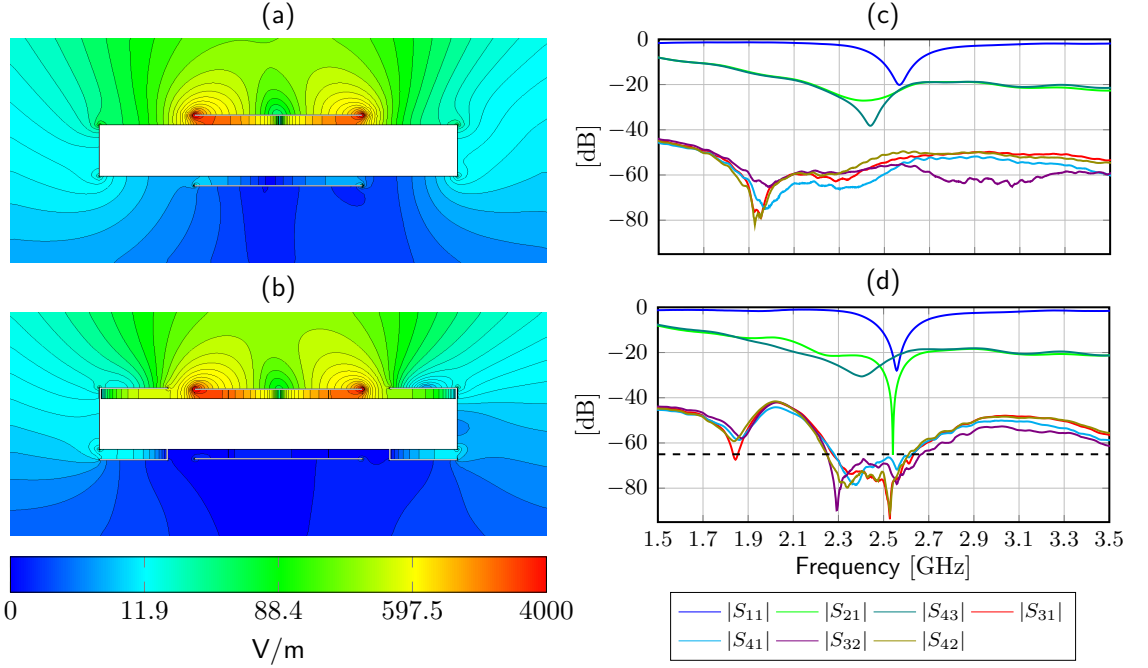 (a)
(b)
0 11.9 88.4 597.5 4000
V/m
(c)
0
−20
−40
−60
−80
[dB]
(d)
0
−20
−40
−60
−80
[dB]
1.5 1.7 1.9 2.1 2.3 2.5 2.7 2.9 3.1 3.3 3.5
Frequency [GHz]
|S11| |S21| |S43| |S31|
|S41| |S32| |S42|